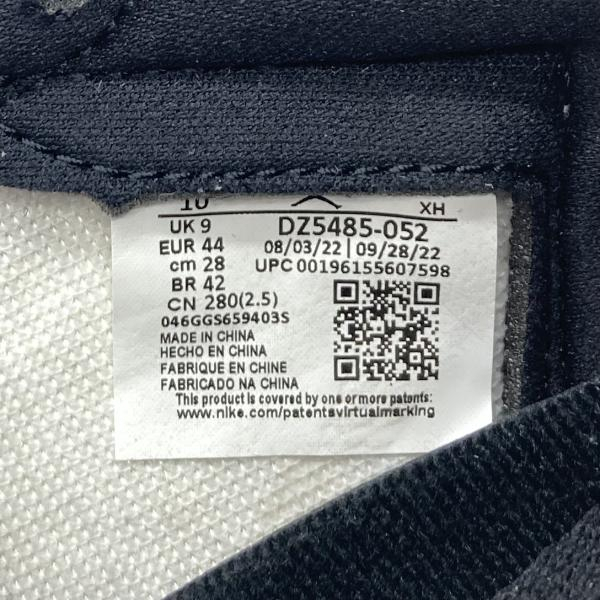 10
XH
UK 9
DZ5485-052
EUR 44
08/03/22 | 09/28/22
cm 28
UPC 00196155607598
BR 42
CN 280(2.5)
046GGS659403S
MADE IN CHINA
HECHO EN CHINA
FABRIQUE EN CHINE
FABRICADO NA CHINA
This product is covered by one or more patents:
www.nike.com/patentsvirtualmarking